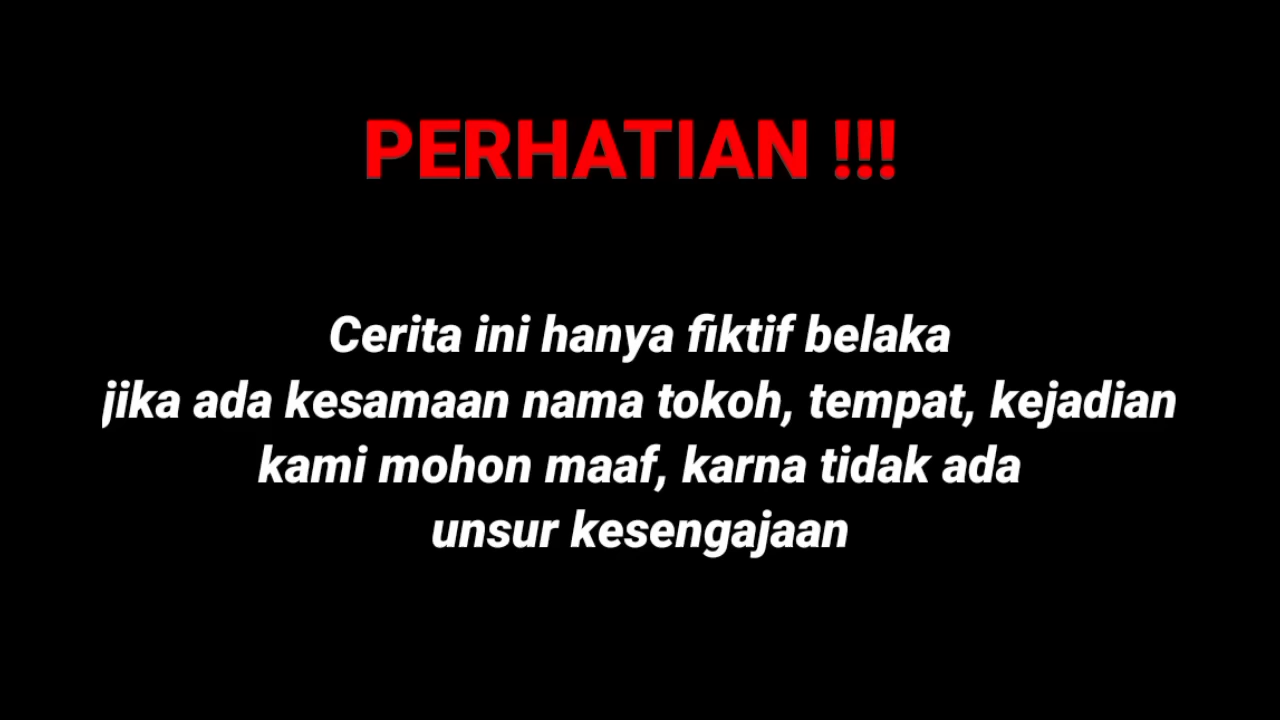 PERHATIAN !!!
Cerita ini hanya fiktif belaka
jika ada kesamaan nama tokoh, tempat, kejadian
kami mohon maaf, karna tidak ada
unsur kesengajaan